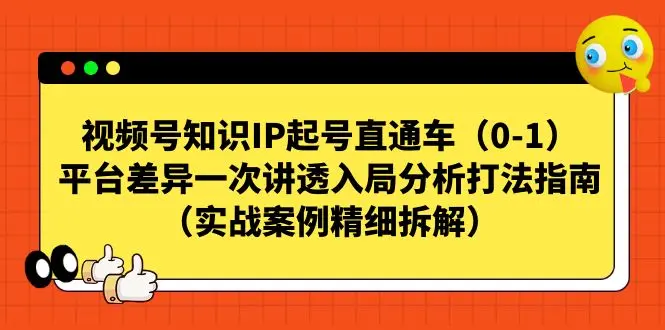 视频号知识IP起号直通车（0-1）
平台差异一次讲透入局分析打法指南
（实战案例精细拆解）